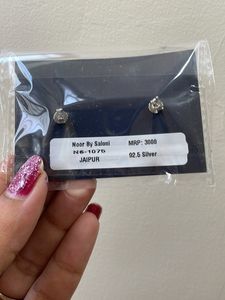 Noor By Saloni MRP: 3000
NS-1075
JAIPUR 92.5 Silver